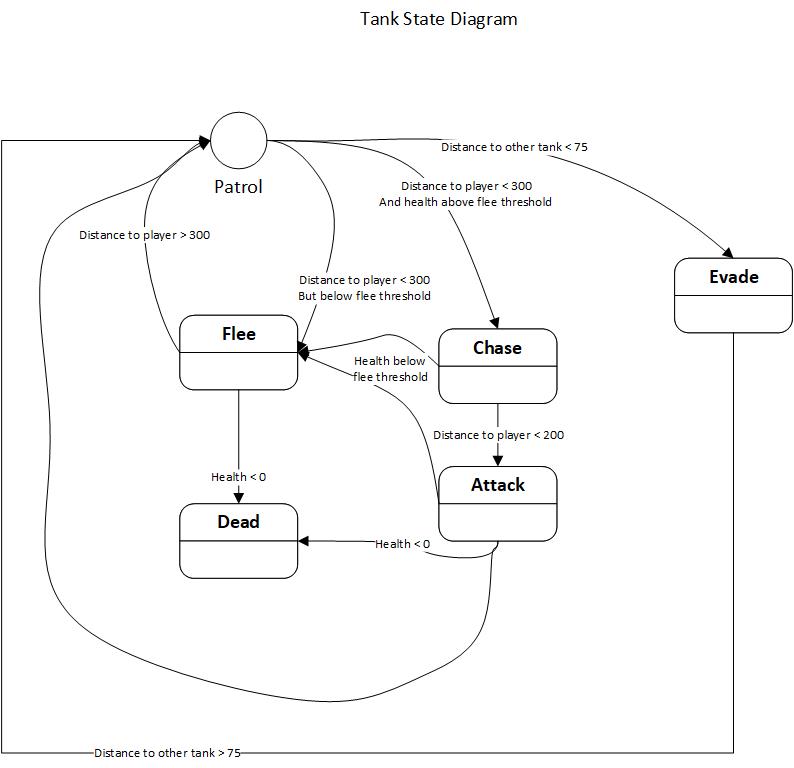 Tank State Diagram
Distance to other tank < 75
Distance to player < 300
And health above flee threshold
Patrol
Distance to player > 300
Distance to player < 300
But below flee threshold
Evade
Flee
Chase
Health below
flee threshold
Distance to player < 200
Health < 0
Attack
Dead
Health < 0
Distance to other tank > 75